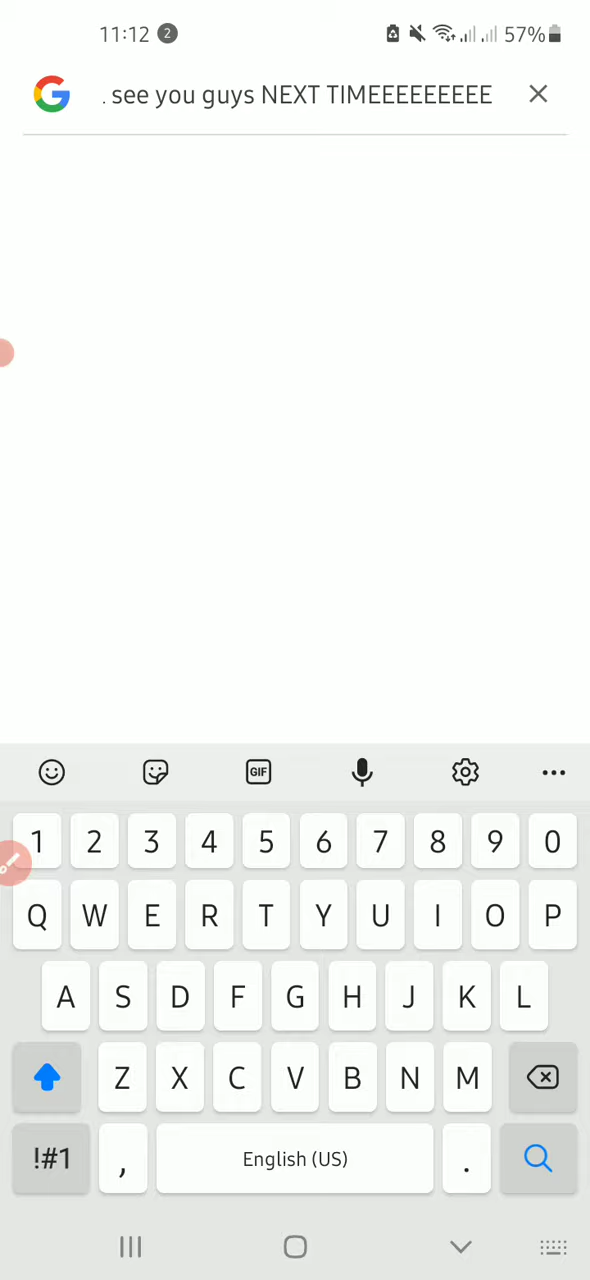 11:12 2 57%
. see you guys NEXT TIMEEEEEEEEE
GIF
1 2 3 4 5 6 7 8 9 0
Q W E R T Y U I O P
A S D F G H J K L
Z X C V B N M
!#1 , English (US) .